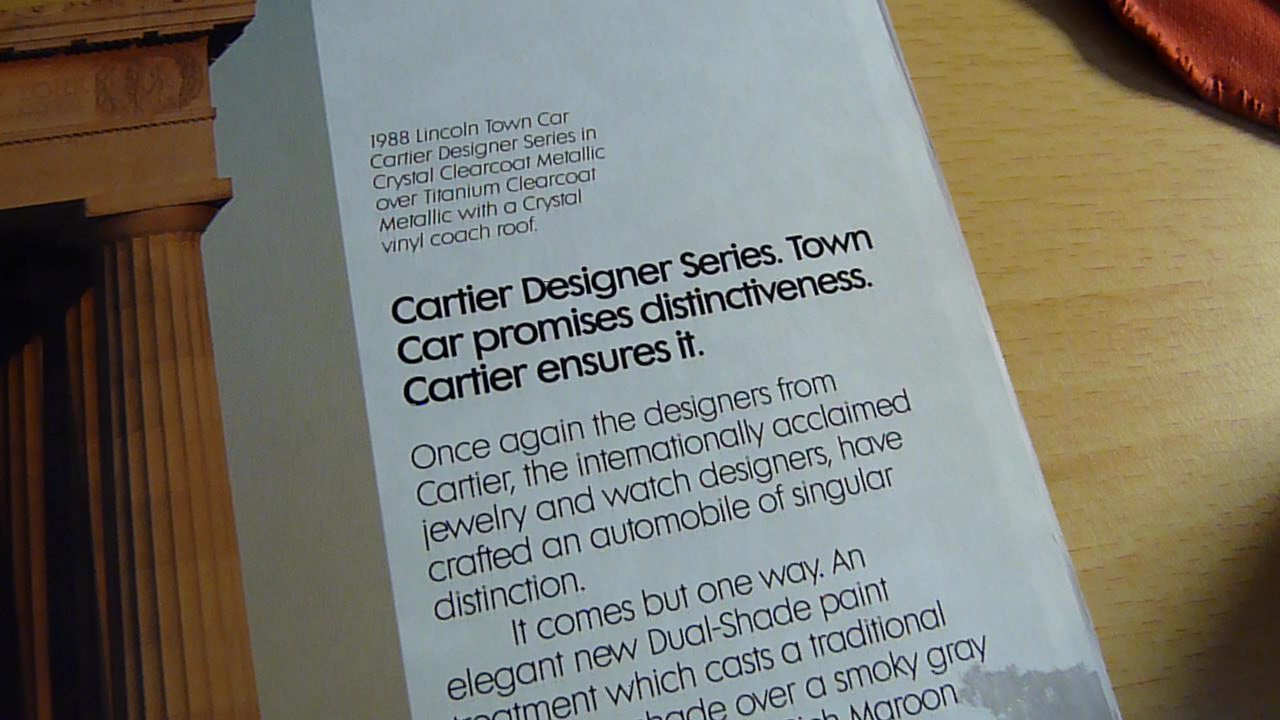 1988 Lincoln Town Car
Cartier Designer Series in
Crystal Clearcoat Metallic
over Titanium Clearcoat
Metallic with a Crystal
vinyl coach roof.
Cartier Designer Series. Town
Car promises distinctiveness.
Cartier ensures it.
Once again the designers from
Cartier, the internationally acclaimed
jewelry and watch designers, have
crafted an automobile of singular
distinction.
It comes but one way. An
elegant new Dual-Shade paint
treatment which casts a traditional
shade over a smoky gray
Maroon